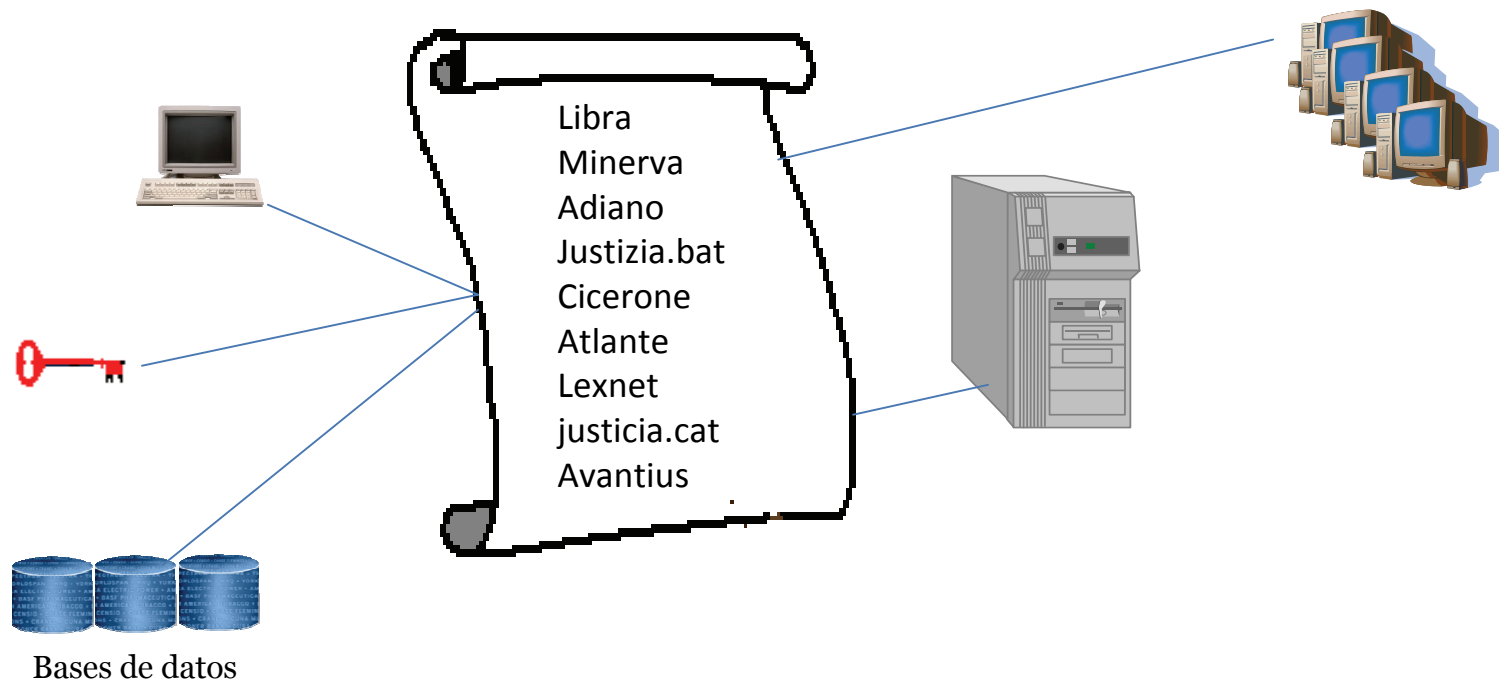 Libra
Minerva
Adiano
Justizia.bat
Cicerone
Atlante
Lexnet
justicia.cat
Avantius
Bases de datos